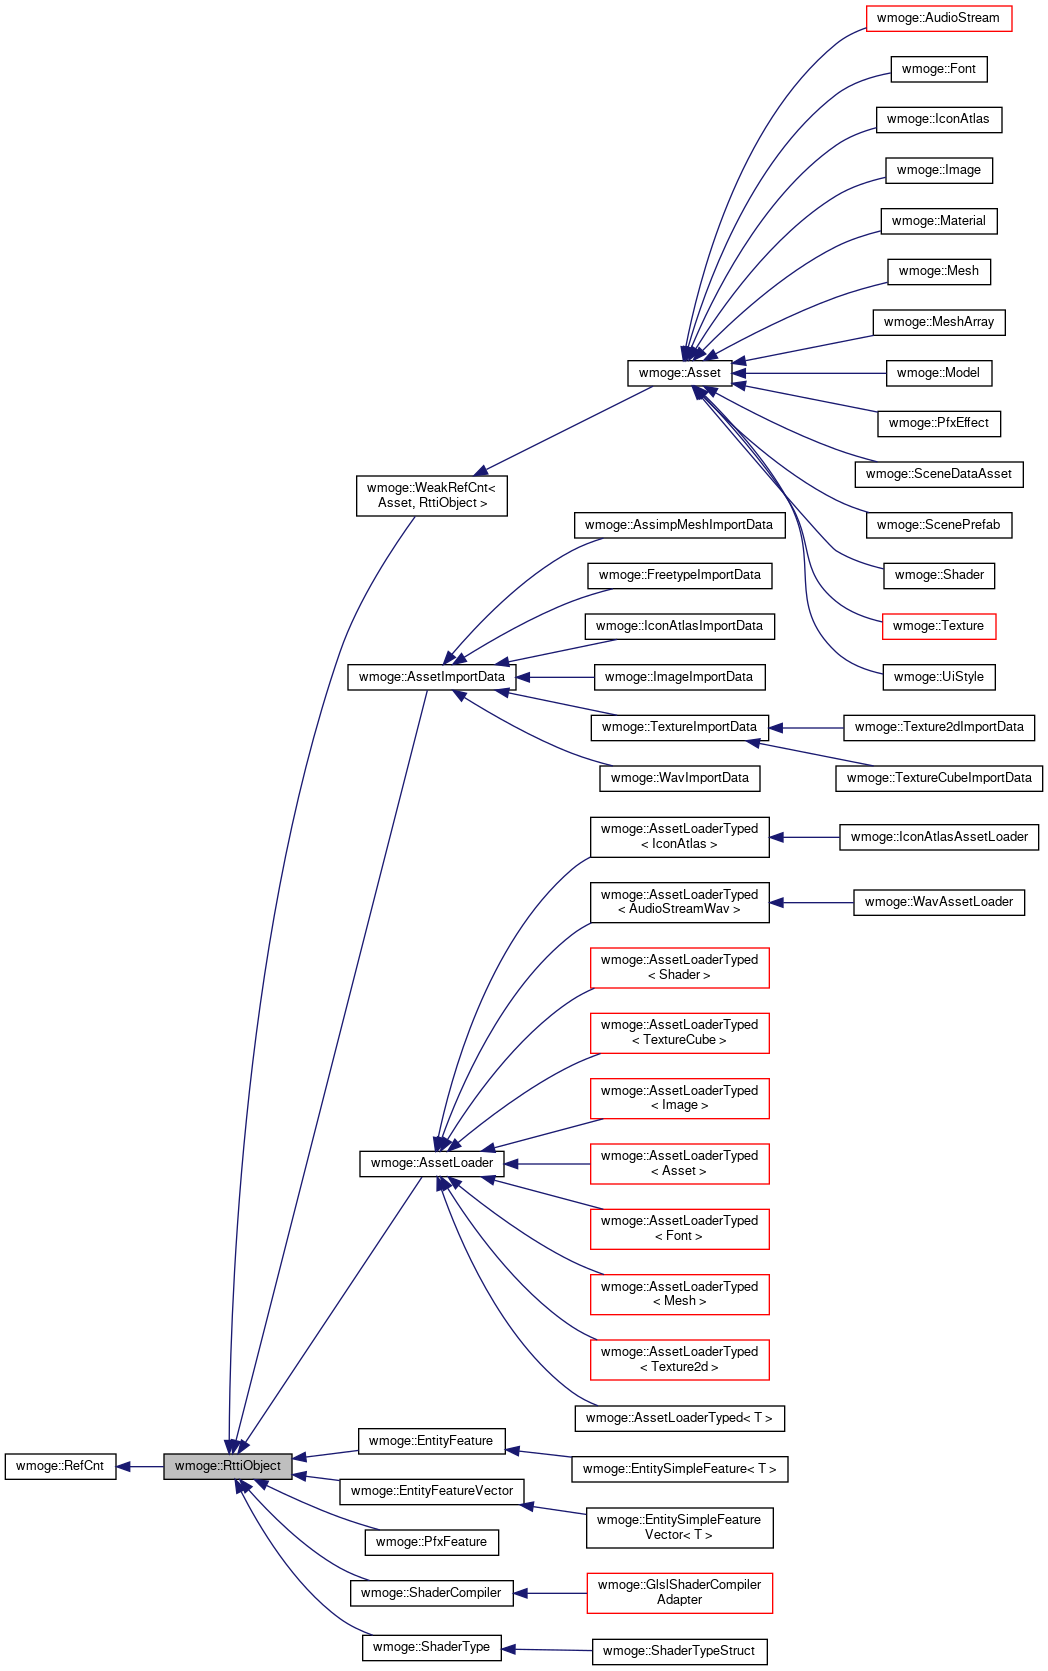 wmoge::AudioStream
wmoge::Font
wmoge::IconAtlas
wmoge::Image
wmoge::Material
wmoge::Mesh
wmoge::MeshArray
wmoge::Asset
wmoge::Model
wmoge::PfxEffect
wmoge::SceneDataAsset
wmoge::WeakRefCnt<
Asset, RttiObject >
wmoge::ScenePrefab
wmoge::AssimpMeshImportData
wmoge::Shader
wmoge::FreetypeImportData
wmoge::Texture
wmoge::IconAtlasImportData
wmoge::UiStyle
wmoge::AssetImportData
wmoge::ImageImportData
wmoge::TextureImportData
wmoge::Texture2dImportData
wmoge::WavImportData
wmoge::TextureCubeImportData
wmoge::AssetLoaderTyped
< IconAtlas >
wmoge::IconAtlasAssetLoader
wmoge::AssetLoaderTyped
< AudioStreamWav >
wmoge::WavAssetLoader
wmoge::AssetLoaderTyped
< Shader >
wmoge::AssetLoaderTyped
< TextureCube >
wmoge::AssetLoaderTyped
< Image >
wmoge::AssetLoader
wmoge::AssetLoaderTyped
< Asset >
wmoge::AssetLoaderTyped
< Font >
wmoge::AssetLoaderTyped
< Mesh >
wmoge::AssetLoaderTyped
< Texture2d >
wmoge::AssetLoaderTyped< T >
wmoge::RefCnt
wmoge::RttiObject
wmoge::EntityFeature
wmoge::EntitySimpleFeature< T >
wmoge::EntityFeatureVector
wmoge::EntitySimpleFeature
Vector< T >
wmoge::PfxFeature
wmoge::ShaderCompiler
wmoge::GlslShaderCompiler
Adapter
wmoge::ShaderType
wmoge::ShaderTypeStruct